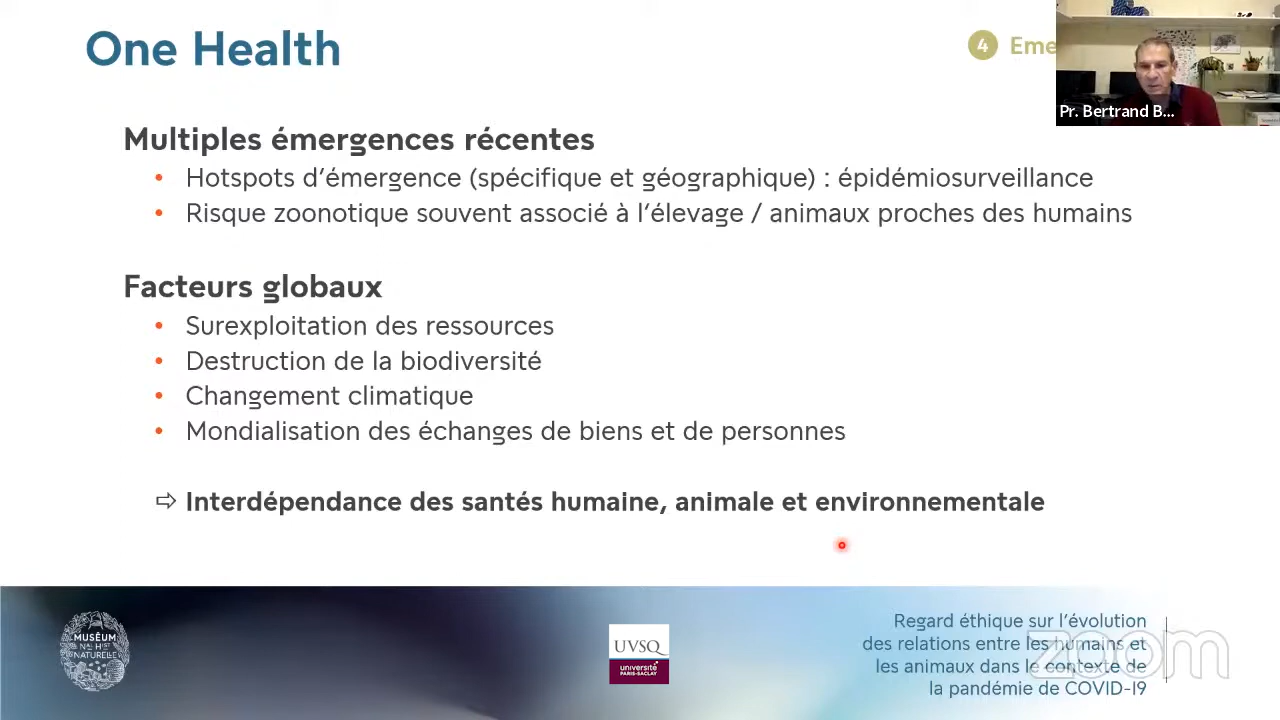 One Health
4 Eme
Pr. Bertrand B...
Multiples émergences récentes
• Hotspots d'émergence (spécifique et géographique) : épidémiosurveillance
• Risque zoonotique souvent associé à l'élevage / animaux proches des humains
Facteurs globaux
• Surexploitation des ressources
• Destruction de la biodiversité
• Changement climatique
• Mondialisation des échanges de biens et de personnes
⇨ Interdépendance des santés humaine, animale et environnementale
MUSÉUM
NAL HIST
NATURELLE
UVSQ
université
PARIS-SACLAY
Regard éthique sur l'évolution
des relations entre les humains et
les animaux dans le contexte de
la pandémie de COVID-19
zoom